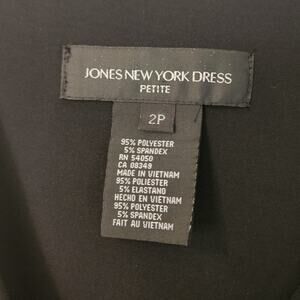 JONES NEW YORK DRESS
PETITE
2P
95% POLYESTER
5% SPANDEX
RN 54050
CA 08349
MADE IN VIETNAM
95% POLIESTER
5% ELASTANO
HECHO EN VIETNAM
95% POLYESTER
5% SPANDEX
FAIT AU VIETNAM